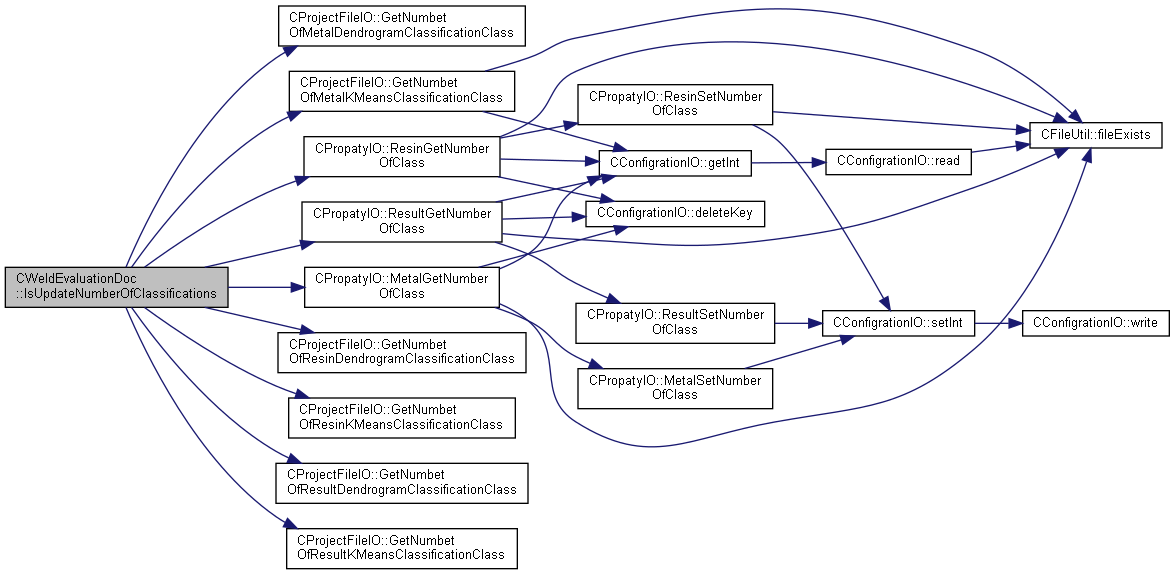 CProjectFileIO::GetNumbet
OfMetalDendrogramClassificationClass
CProjectFileIO::GetNumbet
OfMetalKMeansClassificationClass
CPropatyIO::ResinSetNumber
OfClass
CFileUtil::fileExists
CPropatyIO::ResinGetNumber
OfClass
CConfigrationIO::getInt
CConfigrationIO::read
CPropatyIO::ResultGetNumber
OfClass
CConfigrationIO::deleteKey
CWeldEvaluationDoc
::IsUpdateNumberOfClassifications
CPropatyIO::MetalGetNumber
OfClass
CPropatyIO::ResultSetNumber
OfClass
CConfigrationIO::setInt
CConfigrationIO::write
CProjectFileIO::GetNumbet
OfResinDendrogramClassificationClass
CPropatyIO::MetalSetNumber
OfClass
CProjectFileIO::GetNumbet
OfResinKMeansClassificationClass
CProjectFileIO::GetNumbet
OfResultDendrogramClassificationClass
CProjectFileIO::GetNumbet
OfResultKMeansClassificationClass